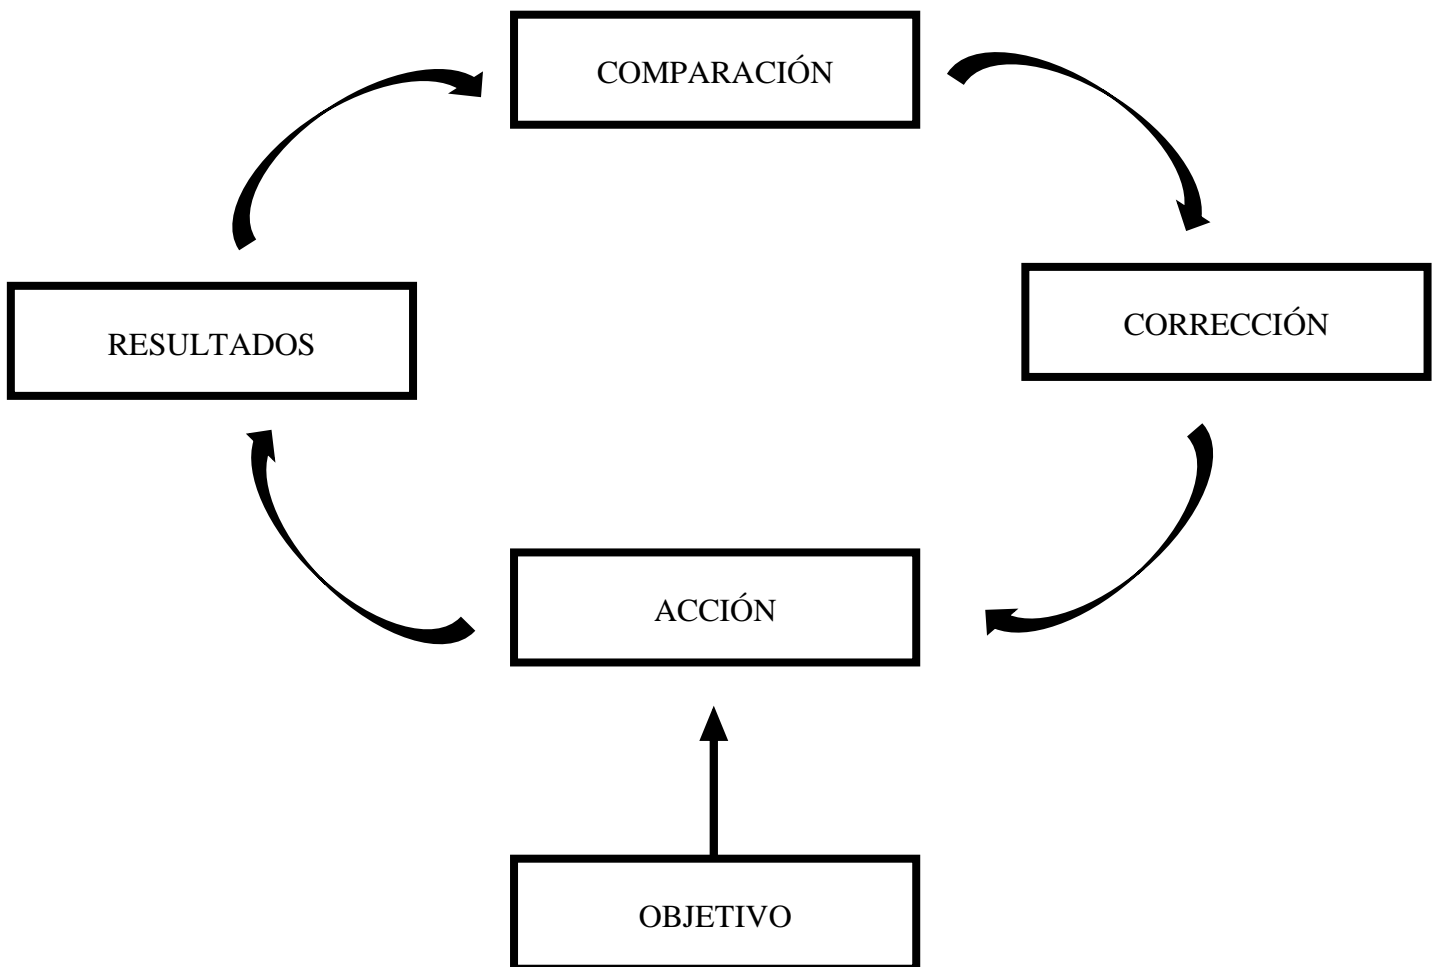 COMPARACIÓN
CORRECCIÓN
RESULTADOS
ACCIÓN
OBJETIVO